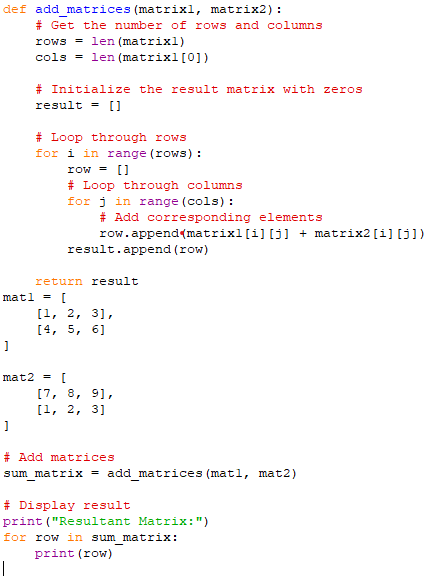 def add_matrices(matrix1, matrix2):
    # Get the number of rows and columns
    rows = len(matrix1)
    cols = len(matrix1[0])

    # Initialize the result matrix with zeros
    result = []

    # Loop through rows
    for i in range(rows):
        row = []
        # Loop through columns
        for j in range(cols):
            # Add corresponding elements
            row.append(matrix1[i][j] + matrix2[i][j])
        result.append(row)

    return result
mat1 = [
    [1, 2, 3],
    [4, 5, 6]
]

mat2 = [
    [7, 8, 9],
    [1, 2, 3]
]

# Add matrices
sum_matrix = add_matrices(mat1, mat2)

# Display result
print("Resultant Matrix:")
for row in sum_matrix:
    print(row)